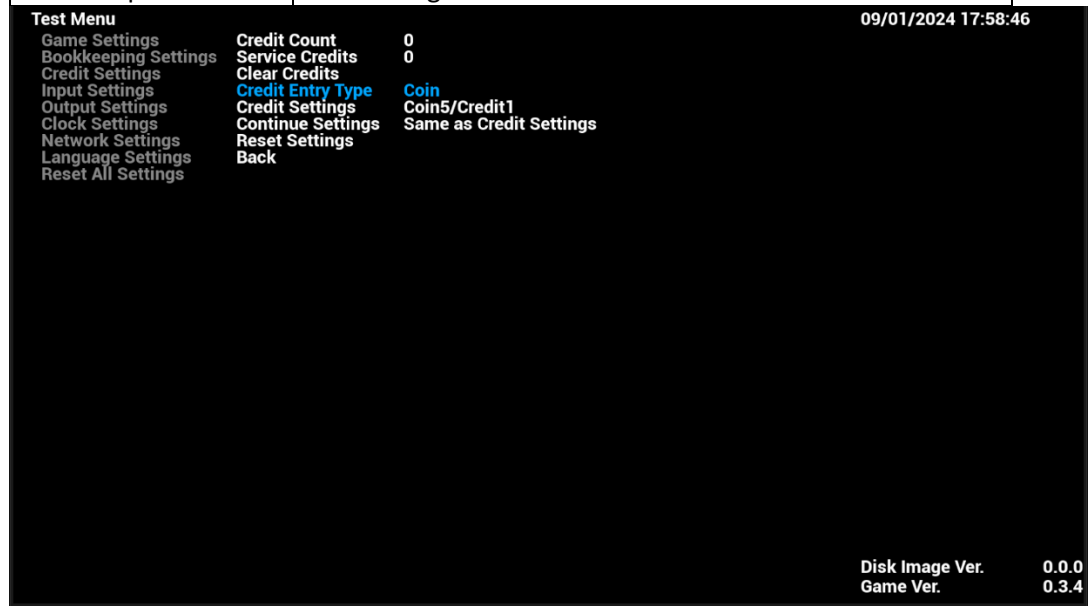 Test Menu 09/01/2024 17:58:46
Game Settings Credit Count 0
Bookkeeping Settings Service Credits 0
Credit Settings Clear Credits
Input Settings Credit Entry Type Coin
Output Settings Credit Settings Coin5/Credit1
Clock Settings Continue Settings Same as Credit Settings
Network Settings Reset Settings
Language Settings Back
Reset All Settings
Disk Image Ver. 0.0.0
Game Ver. 0.3.4